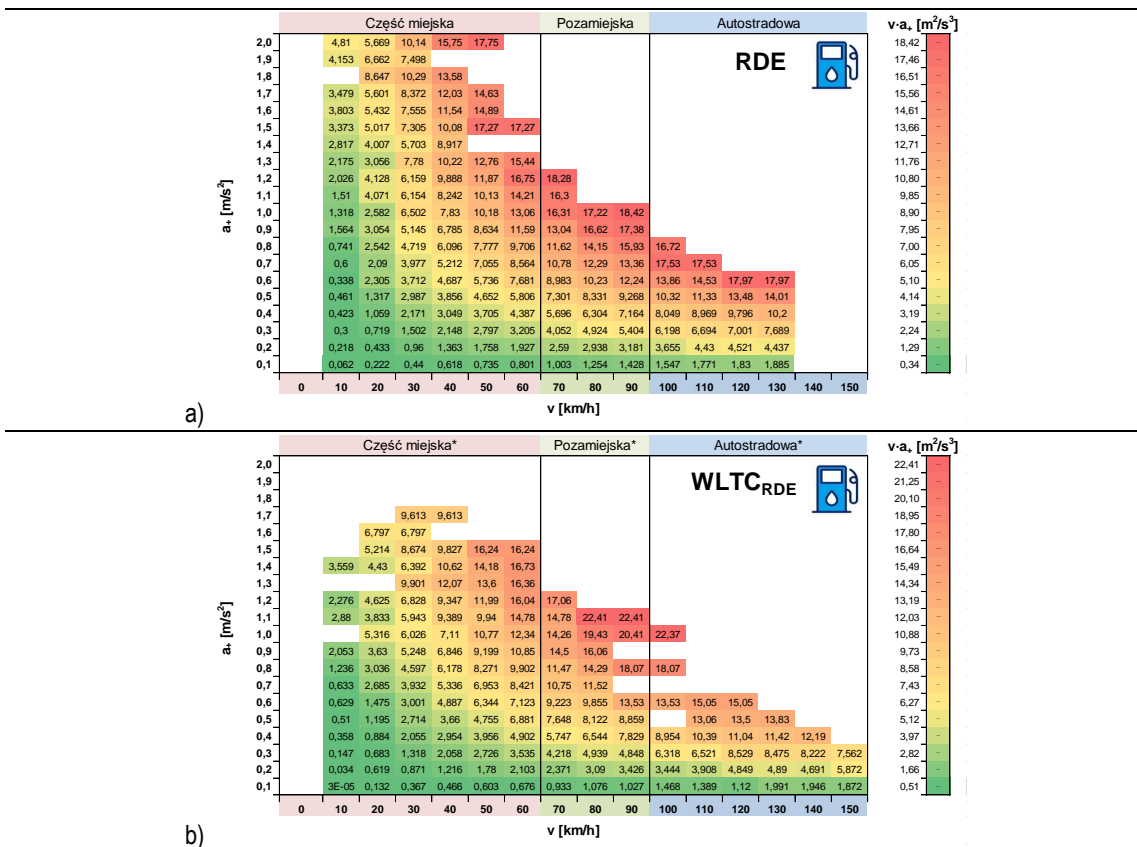 Część miejska Pozamiejska Autostradowa v·a₊ [m²/s³]
RDE
2,0 4,81 5,669 10,14 15,75 17,75 18,42
1,9 4,153 6,662 7,498 17,46
1,8 8,647 10,29 13,58 16,51
1,7 3,479 5,601 8,372 12,03 14,63 15,56
1,6 3,803 5,432 7,555 11,54 14,89 14,61
1,5 3,373 5,017 7,305 10,08 17,27 17,27 13,66
1,4 2,817 4,007 5,703 8,917 12,71
1,3 2,175 3,056 7,78 10,22 12,76 15,44 11,76
1,2 2,026 4,128 6,159 9,888 11,87 16,75 18,28 10,80
1,1 1,51 4,071 6,154 8,242 10,13 14,21 16,3 9,85
1,0 1,318 2,582 6,502 7,83 10,18 13,06 16,31 17,22 18,42 8,90
0,9 1,564 3,054 5,145 6,785 8,634 11,59 13,04 16,62 17,38 7,95
0,8 0,741 2,542 4,719 6,096 7,777 9,706 11,62 14,15 15,93 16,72 7,00
0,7 0,6 2,09 3,977 5,212 7,055 8,564 10,78 12,29 13,36 17,53 17,53 6,05
0,6 0,338 2,305 3,712 4,687 5,736 7,681 8,983 10,23 12,24 13,86 14,53 17,97 17,97 5,10
0,5 0,461 1,317 2,987 3,856 4,652 5,806 7,301 8,331 9,268 10,32 11,33 13,48 14,01 4,14
0,4 0,423 1,059 2,171 3,049 3,705 4,387 5,696 6,304 7,164 8,049 8,969 9,796 10,2 3,19
0,3 0,3 0,719 1,502 2,148 2,797 3,205 4,052 4,924 5,404 6,198 6,694 7,001 7,689 2,24
0,2 0,218 0,433 0,96 1,363 1,758 1,927 2,59 2,938 3,181 3,655 4,43 4,521 4,437 1,29
0,1 0,062 0,222 0,44 0,618 0,735 0,801 1,003 1,254 1,428 1,547 1,771 1,83 1,885 0,34
a₊ [m/s²]
0 10 20 30 40 50 60 70 80 90 100 110 120 130 140 150
a) v [km/h]
Część miejska* Pozamiejska* Autostradowa* v·a₊ [m²/s³]
WLTC RDE
2,0 22,41
1,9 21,25
1,8 20,10
1,7 9,613 9,613 18,95
1,6 6,797 6,797 17,80
1,5 5,214 8,674 9,827 16,24 16,24 16,64
1,4 3,559 4,43 6,392 10,62 14,18 16,73 15,49
1,3 9,901 12,07 13,6 16,36 14,34
1,2 2,276 4,625 6,828 9,347 11,99 16,04 17,06 13,19
1,1 2,88 3,833 5,943 9,389 9,94 14,78 14,78 22,41 22,41 12,03
1,0 5,316 6,026 7,11 10,77 12,34 14,26 19,43 20,41 22,37 10,88
0,9 2,053 3,63 5,248 6,846 9,199 10,85 14,5 16,06 9,73
0,8 1,236 3,036 4,597 6,178 8,271 9,902 11,47 14,29 18,07 18,07 8,58
0,7 0,633 2,685 3,932 5,336 6,953 8,421 10,75 11,52 7,43
0,6 0,629 1,475 3,001 4,887 6,344 7,123 9,223 9,855 13,53 13,53 15,05 15,05 6,27
0,5 0,51 1,195 2,714 3,66 4,755 6,881 7,648 8,122 8,859 13,06 13,5 13,83 5,12
0,4 0,358 0,884 2,055 2,954 3,956 4,902 5,747 6,544 7,829 8,954 10,39 11,04 11,42 12,19 3,97
0,3 0,147 0,683 1,318 2,058 2,726 3,535 4,218 4,939 4,848 6,318 6,521 8,529 8,475 8,222 7,562 2,82
0,2 0,034 0,619 0,871 1,216 1,78 2,103 2,371 3,09 3,426 3,444 3,908 4,849 4,89 4,691 5,872 1,66
0,1 3E-05 0,132 0,367 0,466 0,603 0,676 0,933 1,076 1,027 1,468 1,389 1,12 1,991 1,946 1,872 0,51
a₊ [m/s²]
0 10 20 30 40 50 60 70 80 90 100 110 120 130 140 150
b) v [km/h]